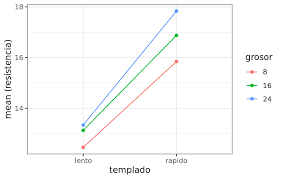 18
16
14
mean (resistencia)
lento
rapido
templado
grosor
8
16
24